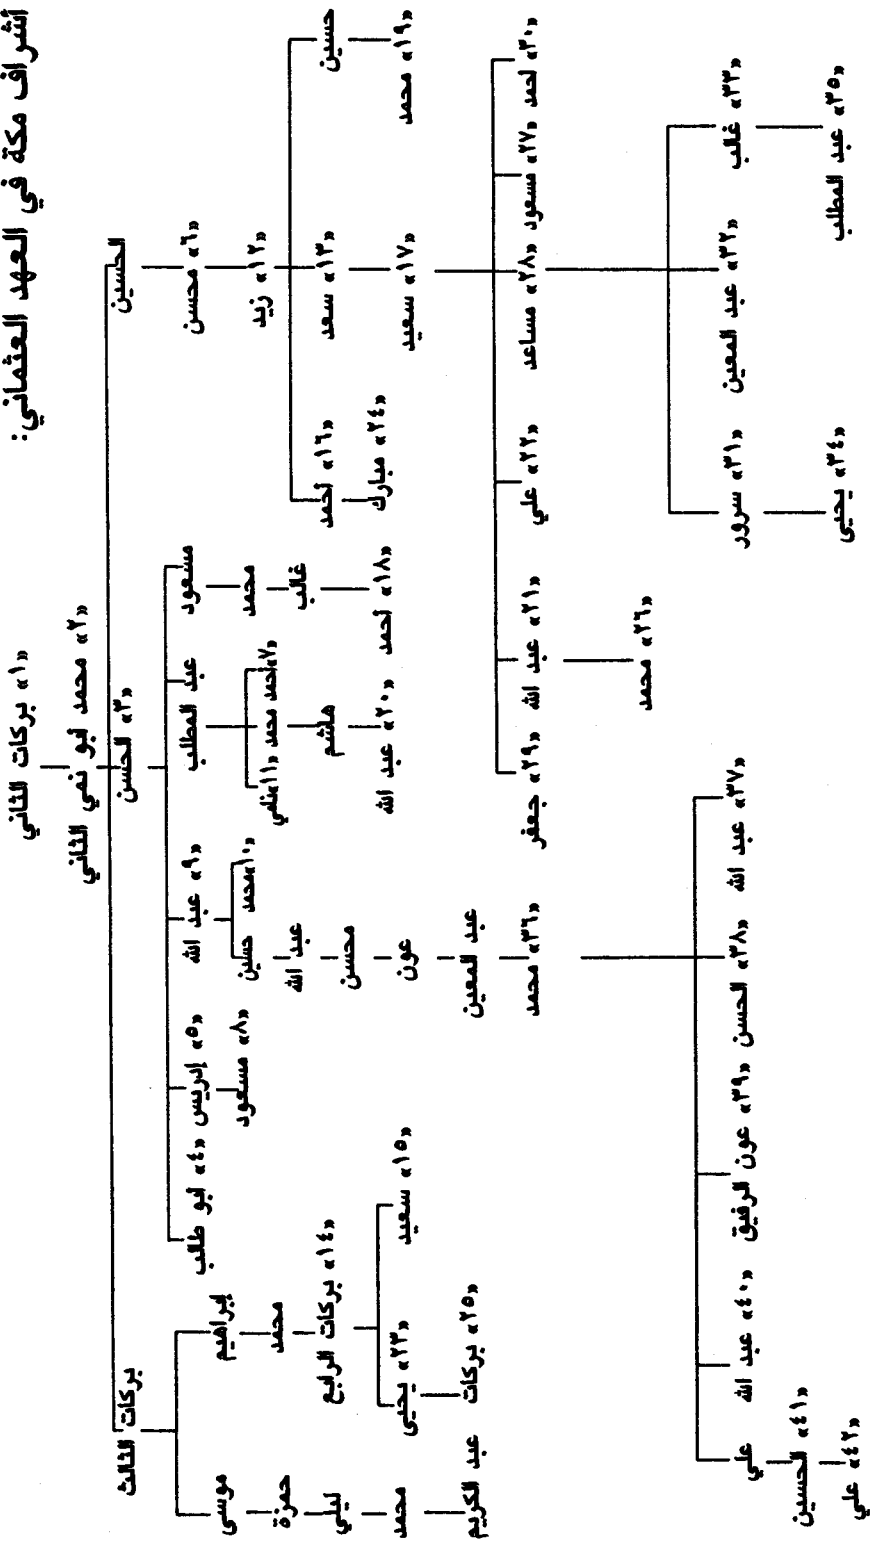 أشراف مكة في العهد العثماني:
«١» بركات الثاني
«٢» محمد ابو نمي الثاني
الحسين
«٣» الحسن
بركات الثالث
«٦» محسن
مسعود
عبد المطلب
«٩» عبد الله
«٥» إدريس
«٤» ابو طالب
إبراهيم
موسى
«١٢» زيد
محمد
«٧» احمد
محمد
«١١» نامي
«١٠» محمد
حسين
«٨» مسعود
محمد
حمزة
حسين
«١٣» سعد
«١٦» أحمد
غالب
هاشم
عبد الله
«١٤» بركات الرابع
ليلي
«١٩» محمد
«١٧» سعيد
«٢٤» مبارك
«١٨» أحمد
«٢٠» عبد الله
محسن
عون
«١٥» سعيد
«٢٣» يحيى
محمد
عبد المعين
«٢٥» بركات
عبد الكريم
«٣٠» احمد
«٢٧» مسعود
«٢٨» مساعد
«٢٢» علي
«٢١» عبد الله
«٢٩» جعفر
«٣٦» محمد
«٢٦» محمد
«٣٣» غالب
«٣٢» عبد المعين
«٣١» سرور
«٣٧» عبد الله
«٣٨» الحسن
«٣٩» عون الرفيق
«٤٠» عبد الله
علي
«٣٥» عبد المطلب
«٣٤» يحيى
«٤١» الحسين
«٤٢» علي